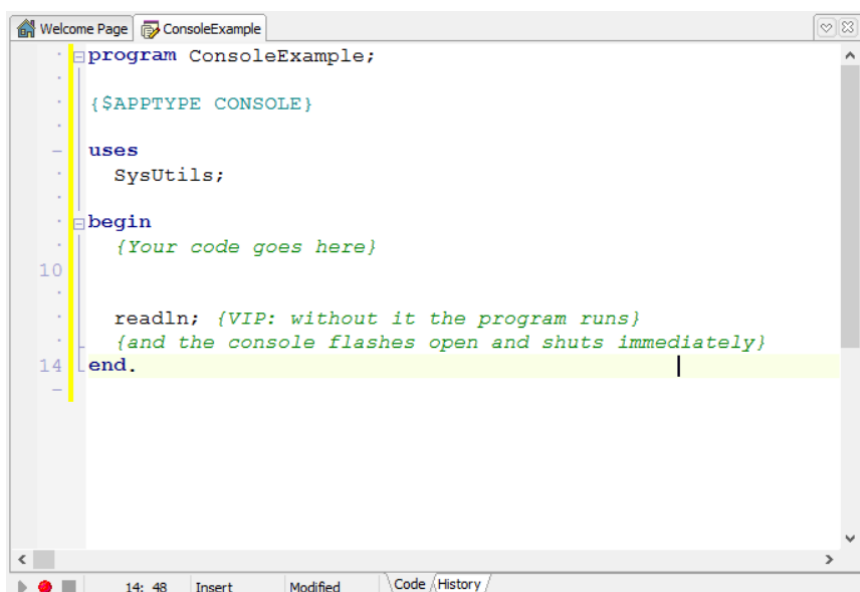 Welcome Page ConsoleExample
program ConsoleExample;
{$APPTYPE CONSOLE}
uses
SysUtils;
begin
{Your code goes here}
10
readln; {VIP: without it the program runs}
{and the console flashes open and shuts immediately}
14 end.
14: 48 Insert Modified Code History